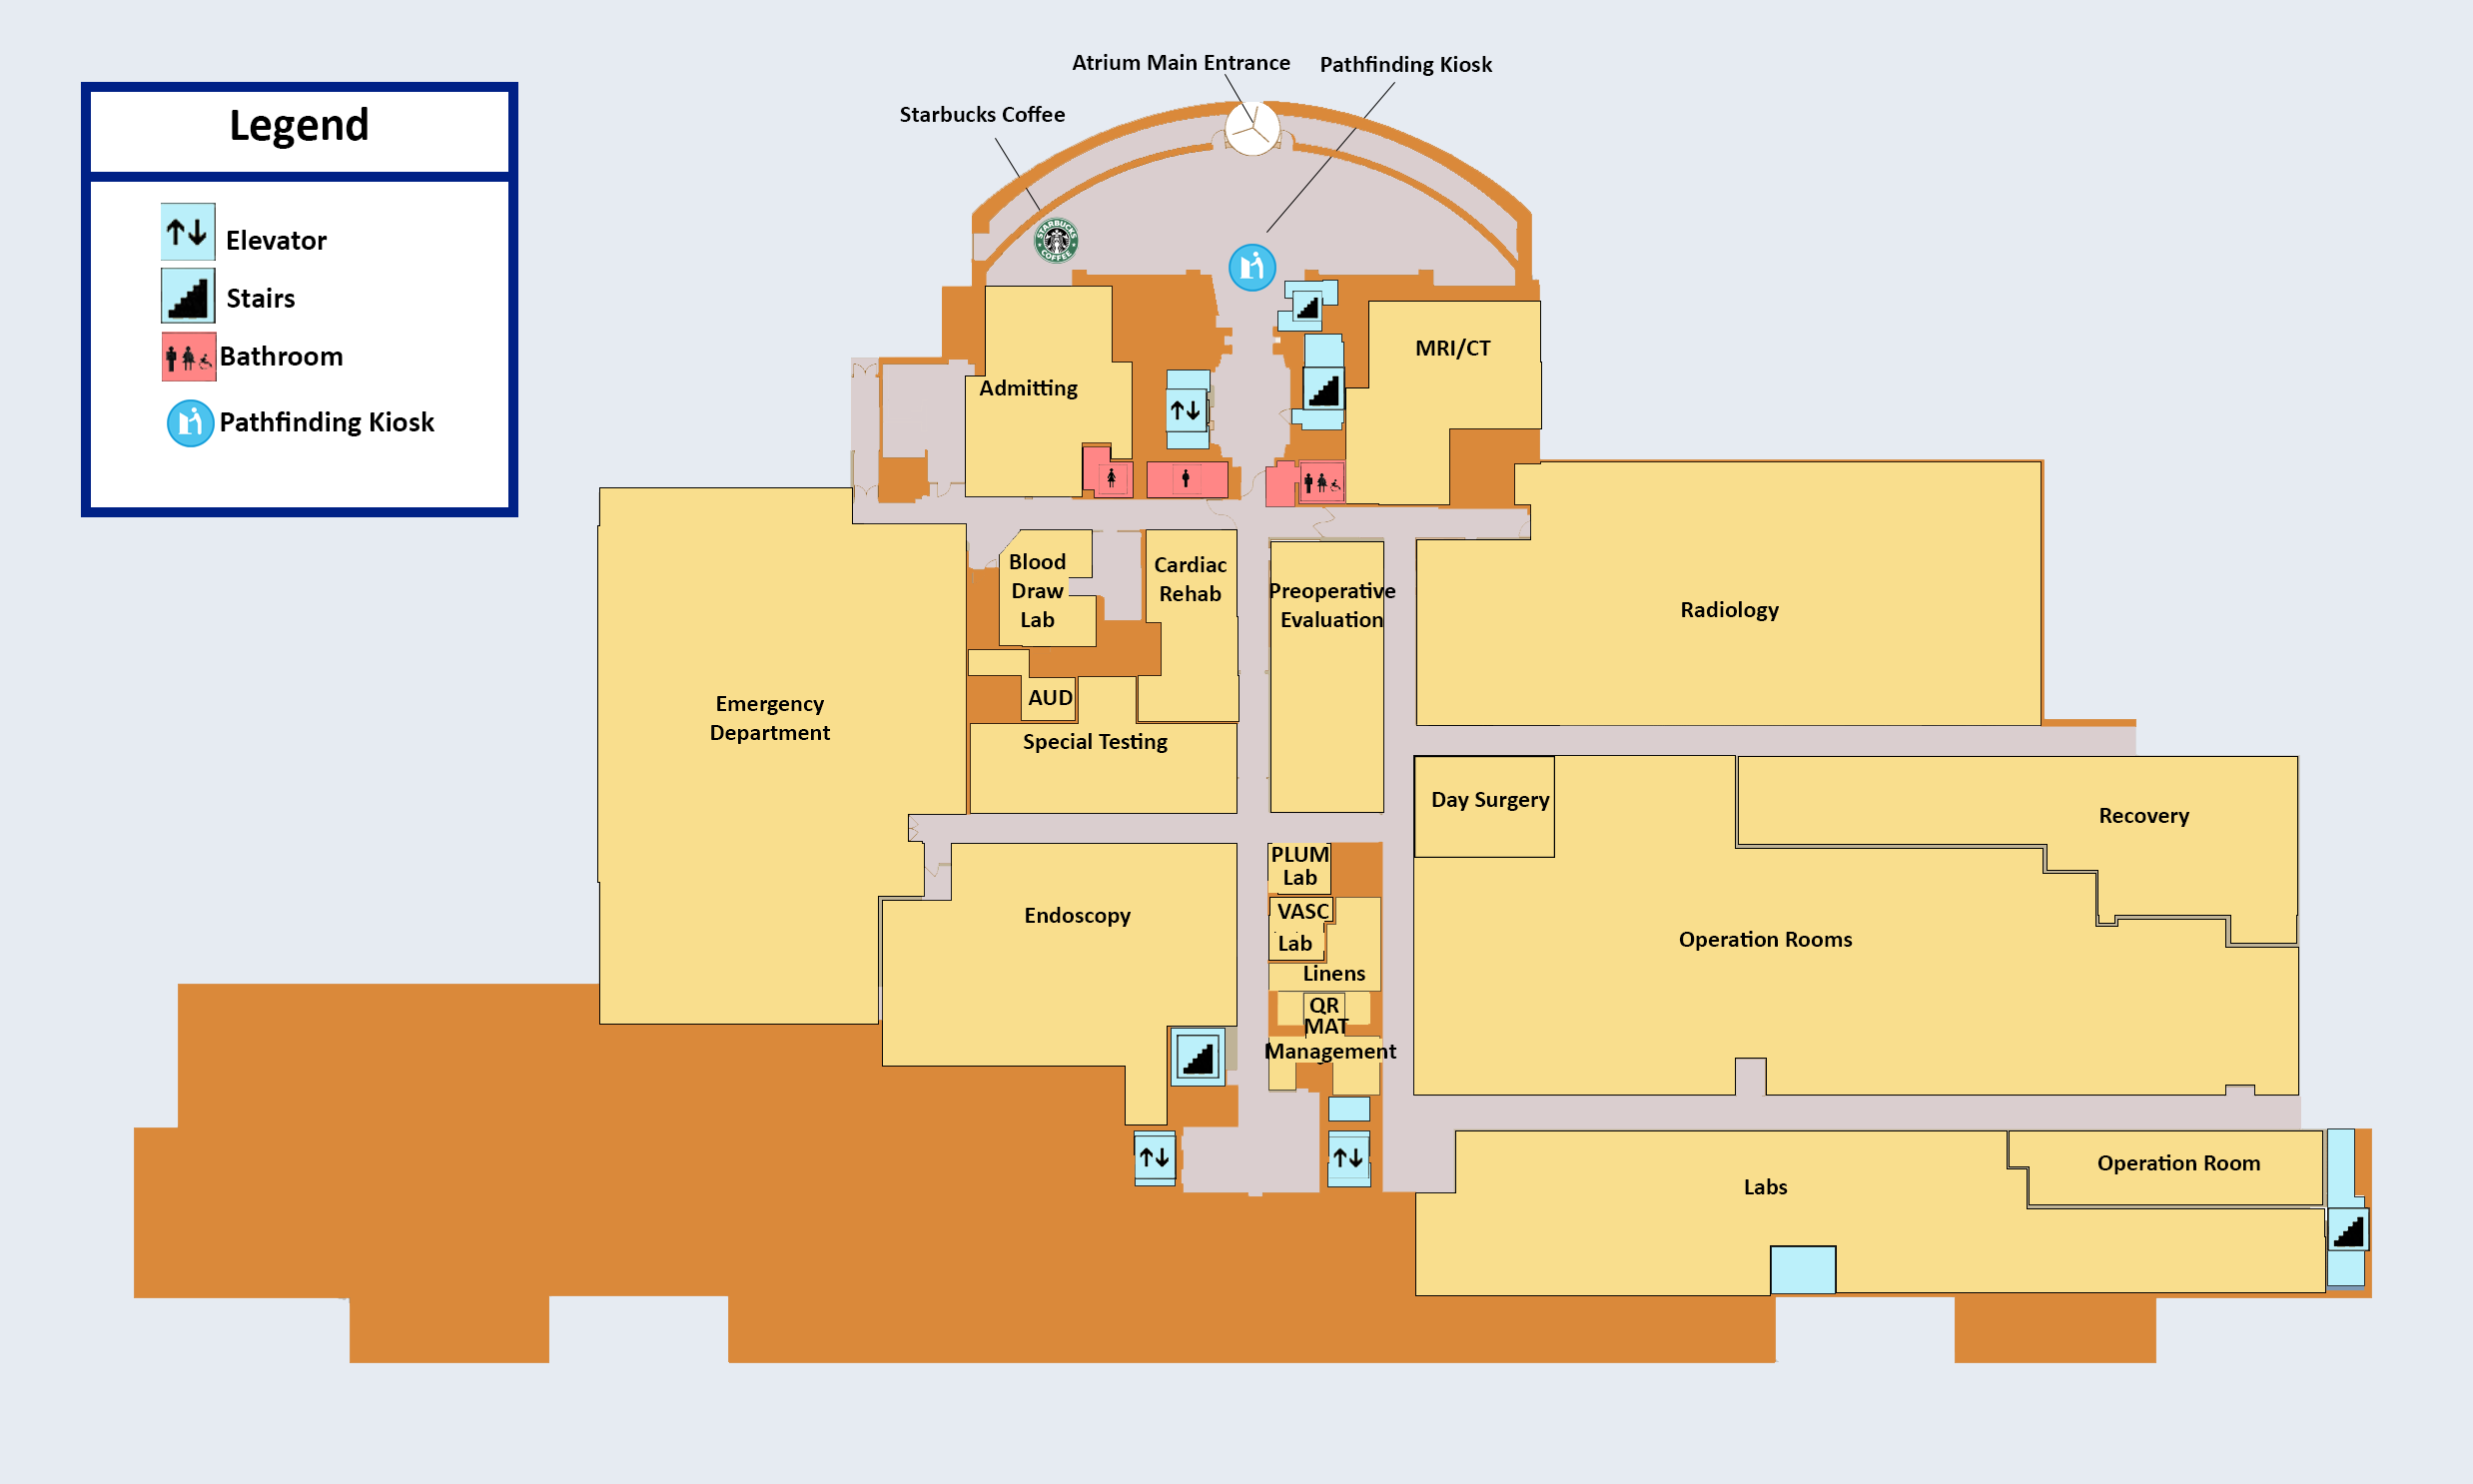 Atrium Main Entrance
Pathfinding Kiosk
Starbucks Coffee
Legend
Elevator
Stairs
Bathroom
Pathfinding Kiosk
STARBUCKS
COFFEE
MRI/CT
Admitting
Blood
Draw
Lab
Cardiac
Rehab
Preoperative
Evaluation
Radiology
Emergency
Department
AUD
Special Testing
Day Surgery
Recovery
PLUM
Lab
VASC
Lab
Endoscopy
Operation Rooms
Linens
QR
MAT
Management
Labs
Operation Room